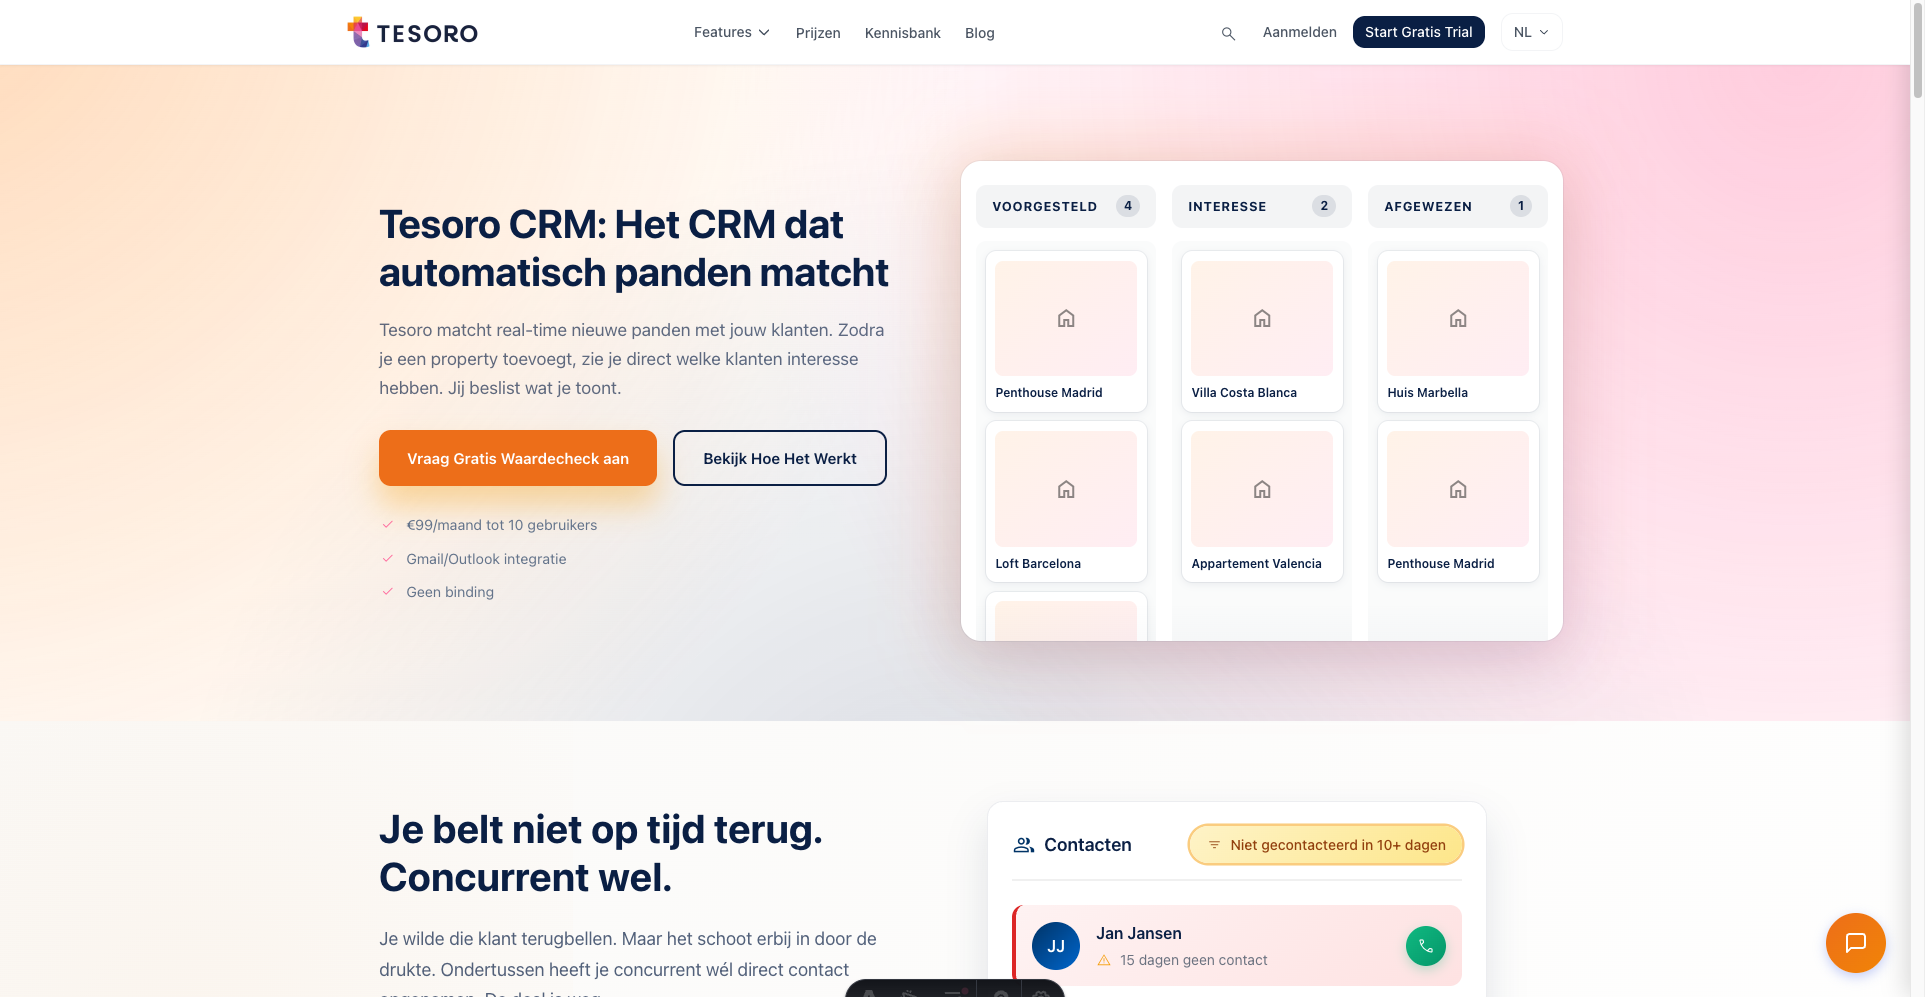 TESORO
Features
Prijzen
Kennisbank
Blog
Aanmelden
Start Gratis Trial
NL
Tesoro CRM: Het CRM dat
automatisch panden matcht
Tesoro matcht real-time nieuwe panden met jouw klanten. Zodra
je een property toevoegt, zie je direct welke klanten interesse
hebben. Jij beslist wat je toont.
Vraag Gratis Waardecheck aan
Bekijk Hoe Het Werkt
€99/maand tot 10 gebruikers
Gmail/Outlook integratie
Geen binding
VOORGESTELD 4
Penthouse Madrid
Loft Barcelona
INTERESSE 2
Villa Costa Blanca
Appartement Valencia
AFGEWEZEN 1
Huis Marbella
Penthouse Madrid
Je belt niet op tijd terug.
Concurrent wel.
Je wilde die klant terugbellen. Maar het schoot erbij in door de
drukte. Ondertussen heeft je concurrent wél direct contact
Contacten
Niet gecontacteerd in 10+ dagen
JJ
Jan Jansen
15 dagen geen contact